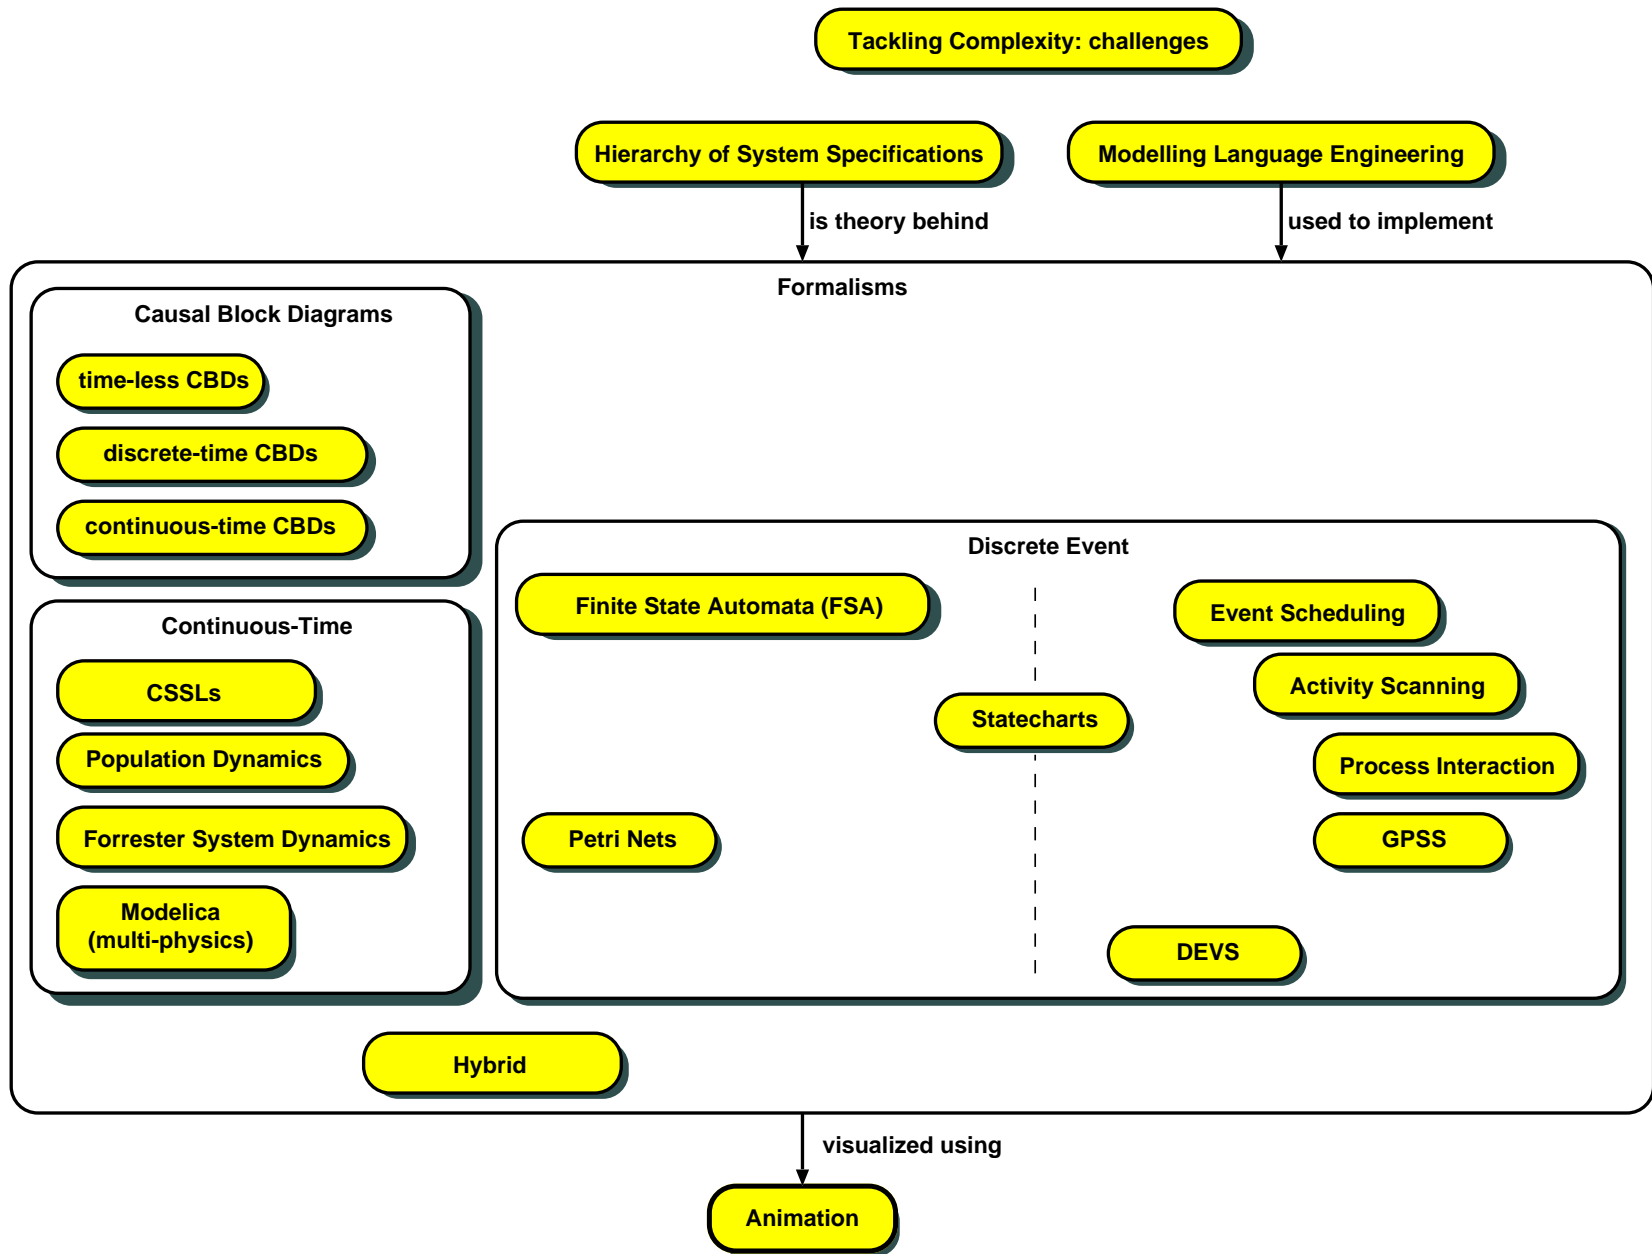 Tackling Complexity: challenges
Hierarchy of System Specifications
Modelling Language Engineering
is theory behind
used to implement
Formalisms
Causal Block Diagrams
time-less CBDs
discrete-time CBDs
continuous-time CBDs
Continuous-Time
CSSLs
Population Dynamics
Forrester System Dynamics
Modelica
(multi-physics)
Discrete Event
Finite State Automata (FSA)
Statecharts
Petri Nets
Event Scheduling
Activity Scanning
Process Interaction
GPSS
DEVS
Hybrid
visualized using
Animation